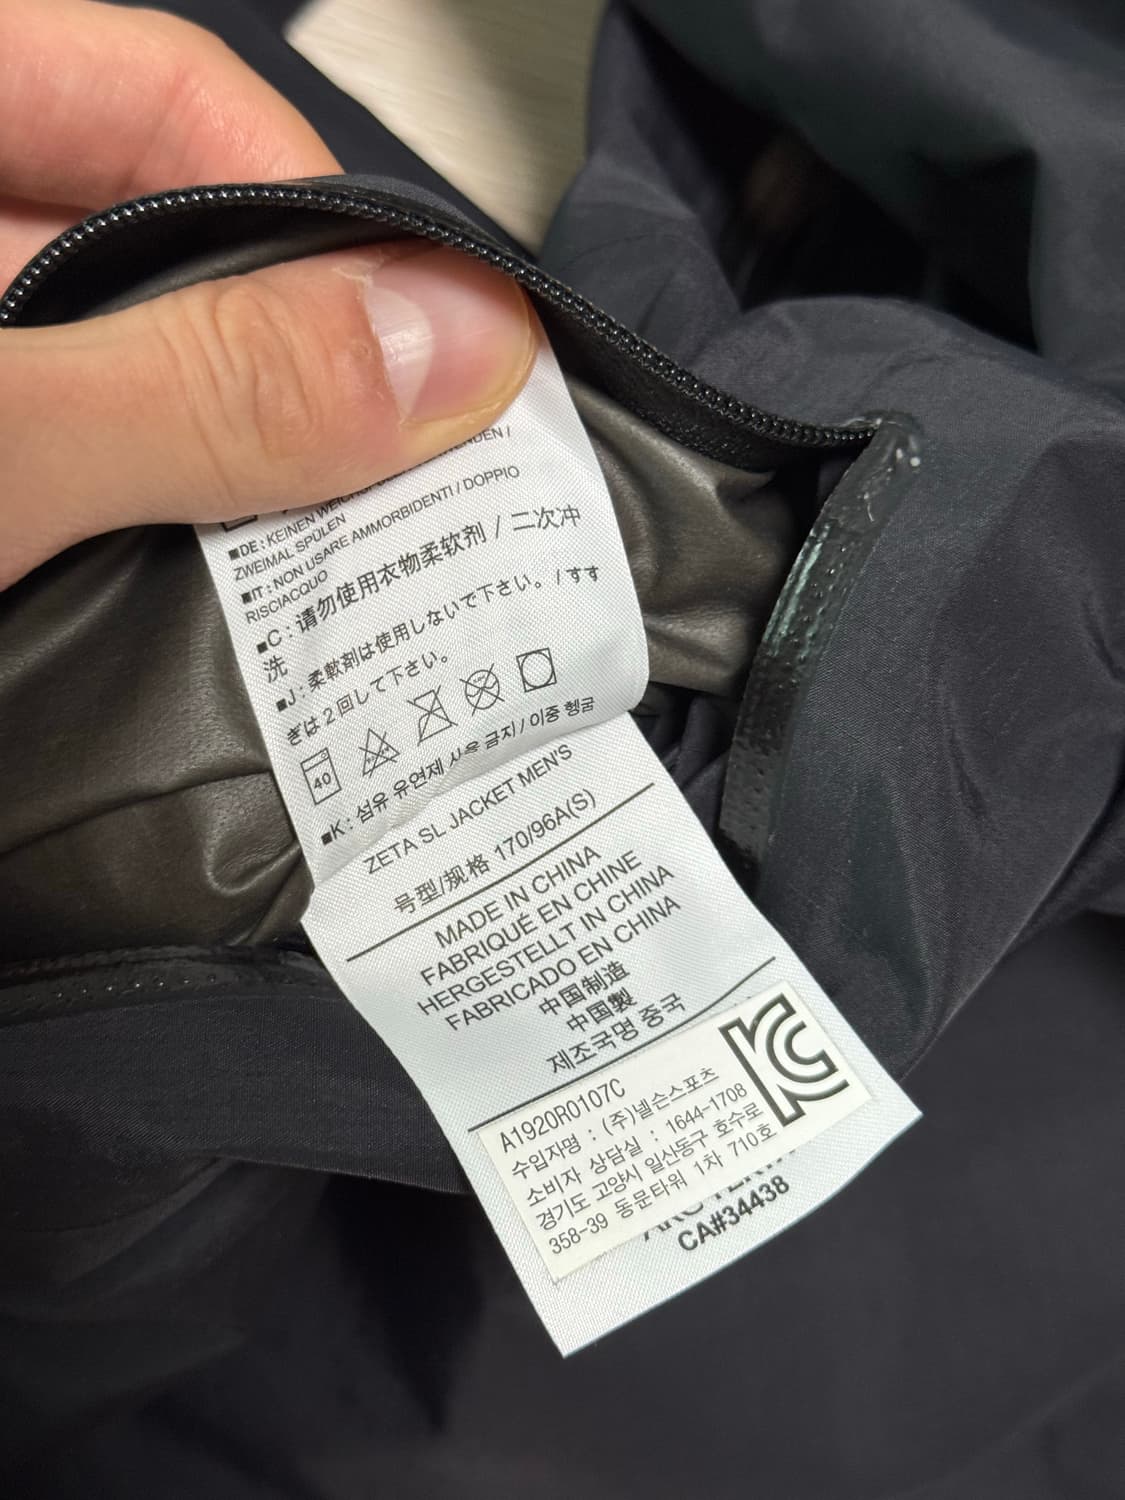 ■DE : KEINEN
ZWEIMAL SPÜLEN
■IT : NON USARE AMMORBIDENTI / DOPPIO
RISCIACQUO
■C : 请勿使用衣物柔软剂 / 二次冲
洗
■J : 柔軟剤は使用しないで下さい。/ すす
ぎは2回して下さい。
40
■K : 섬유 유연제 사용 금지 / 이중 헹굼
ZETA SL JACKET MEN'S
号型/规格 170/96A(S)
MADE IN CHINA
FABRIQUÉ EN CHINE
HERGESTELLT IN CHINA
FABRICADO EN CHINA
中国制造
中国製
제조국명 중국
A1920R0107C
수입자명 : (주)넬슨스포츠
소비자 상담실 : 1644-1708
경기도 고양시 일산동구 호수로
358-39 동문타워 1차 710호
CA#34438